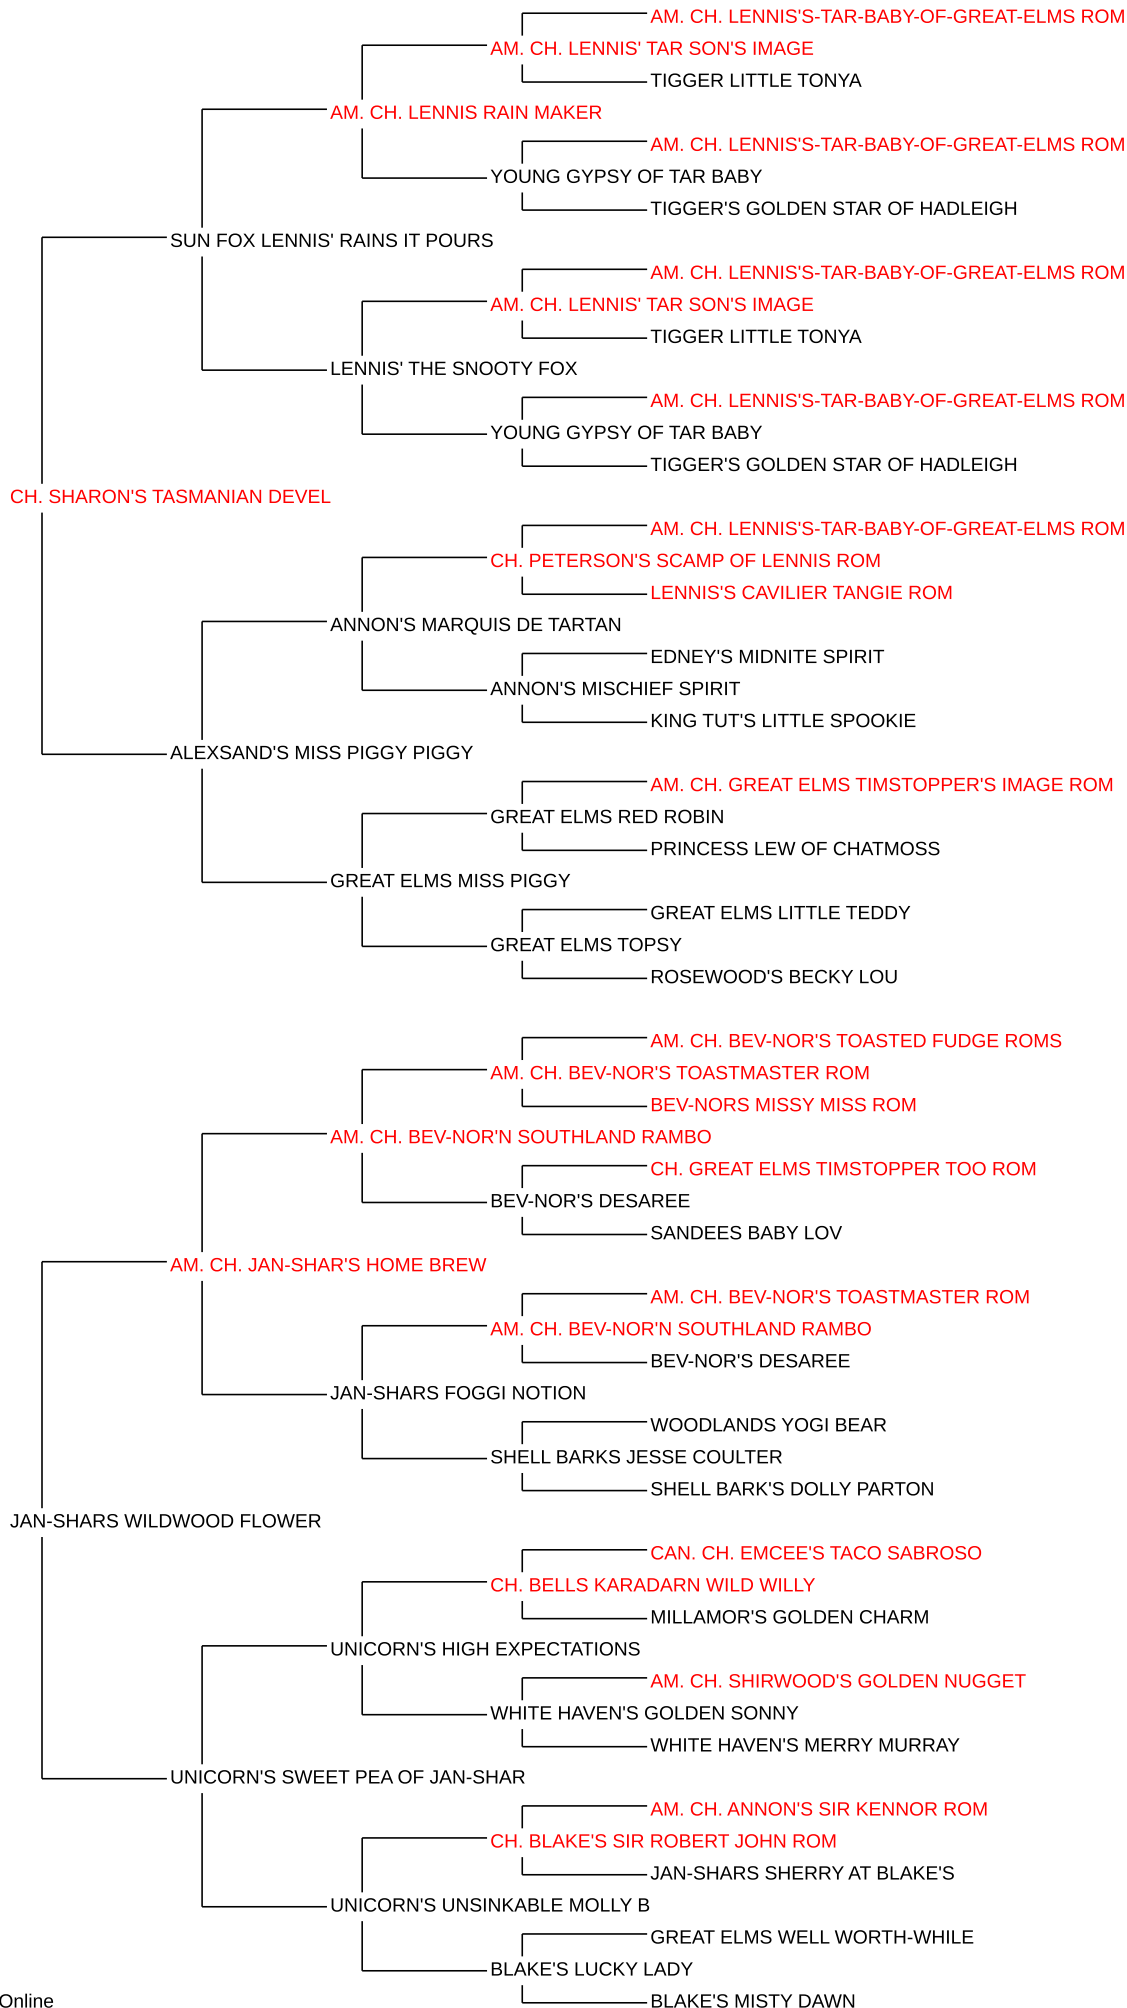 AM. CH. LENNIS'S-TAR-BABY-OF-GREAT-ELMS ROM
AM. CH. LENNIS' TAR SON'S IMAGE
TIGGER LITTLE TONYA
AM. CH. LENNIS RAIN MAKER
AM. CH. LENNIS'S-TAR-BABY-OF-GREAT-ELMS ROM
YOUNG GYPSY OF TAR BABY
TIGGER'S GOLDEN STAR OF HADLEIGH
SUN FOX LENNIS' RAINS IT POURS
AM. CH. LENNIS'S-TAR-BABY-OF-GREAT-ELMS ROM
AM. CH. LENNIS' TAR SON'S IMAGE
TIGGER LITTLE TONYA
LENNIS' THE SNOOTY FOX
AM. CH. LENNIS'S-TAR-BABY-OF-GREAT-ELMS ROM
YOUNG GYPSY OF TAR BABY
TIGGER'S GOLDEN STAR OF HADLEIGH
CH. SHARON'S TASMANIAN DEVEL
AM. CH. LENNIS'S-TAR-BABY-OF-GREAT-ELMS ROM
CH. PETERSON'S SCAMP OF LENNIS ROM
LENNIS'S CAVILIER TANGIE ROM
ANNON'S MARQUIS DE TARTAN
EDNEY'S MIDNITE SPIRIT
ANNON'S MISCHIEF SPIRIT
KING TUT'S LITTLE SPOOKIE
ALEXSAND'S MISS PIGGY PIGGY
AM. CH. GREAT ELMS TIMSTOPPER'S IMAGE ROM
GREAT ELMS RED ROBIN
PRINCESS LEW OF CHATMOSS
GREAT ELMS MISS PIGGY
GREAT ELMS LITTLE TEDDY
GREAT ELMS TOPSY
ROSEWOOD'S BECKY LOU
AM. CH. BEV-NOR'S TOASTED FUDGE ROMS
AM. CH. BEV-NOR'S TOASTMASTER ROM
BEV-NORS MISSY MISS ROM
AM. CH. BEV-NOR'N SOUTHLAND RAMBO
CH. GREAT ELMS TIMSTOPPER TOO ROM
BEV-NOR'S DESAREE
SANDEES BABY LOV
AM. CH. JAN-SHAR'S HOME BREW
AM. CH. BEV-NOR'S TOASTMASTER ROM
AM. CH. BEV-NOR'N SOUTHLAND RAMBO
BEV-NOR'S DESAREE
JAN-SHARS FOGGI NOTION
WOODLANDS YOGI BEAR
SHELL BARKS JESSE COULTER
SHELL BARK'S DOLLY PARTON
JAN-SHARS WILDWOOD FLOWER
CAN. CH. EMCEE'S TACO SABROSO
CH. BELLS KARADARN WILD WILLY
MILLAMOR'S GOLDEN CHARM
UNICORN'S HIGH EXPECTATIONS
AM. CH. SHIRWOOD'S GOLDEN NUGGET
WHITE HAVEN'S GOLDEN SONNY
WHITE HAVEN'S MERRY MURRAY
UNICORN'S SWEET PEA OF JAN-SHAR
AM. CH. ANNON'S SIR KENNOR ROM
CH. BLAKE'S SIR ROBERT JOHN ROM
JAN-SHARS SHERRY AT BLAKE'S
UNICORN'S UNSINKABLE MOLLY B
GREAT ELMS WELL WORTH-WHILE
BLAKE'S LUCKY LADY
BLAKE'S MISTY DAWN
Online